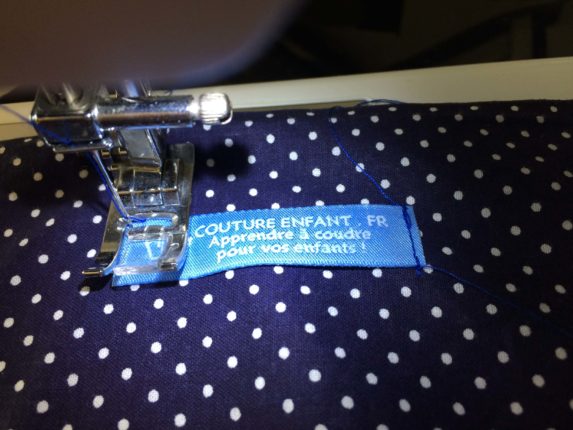 COUTURE ENFANT . FR
Apprendre à coudre
pour vos enfants !